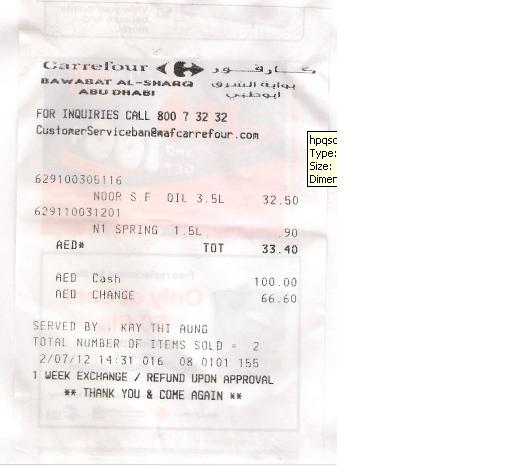 Carrefour كارفور
BAWABAT AL-SHARQ بوابة الشرق
ABU DHABI ابوظبي
FOR INQUIRIES CALL 800 7 32 32
CustomerServiceban@mafcarrefour.com
629100305116
NOOR S F OIL 3.5L 32.50
629110031201
N1 SPRING 1.5L .90
AED* TOT 33.40
AED Cash 100.00
AED CHANGE 66.60
SERVED BY : KAY THI AUNG
TOTAL NUMBER OF ITEMS SOLD = 2
2/07/12 14:31 016 08 0101 155
1 WEEK EXCHANGE / REFUND UPON APPROVAL
** THANK YOU & COME AGAIN **
hpqsc
Type:
Size:
Dimer